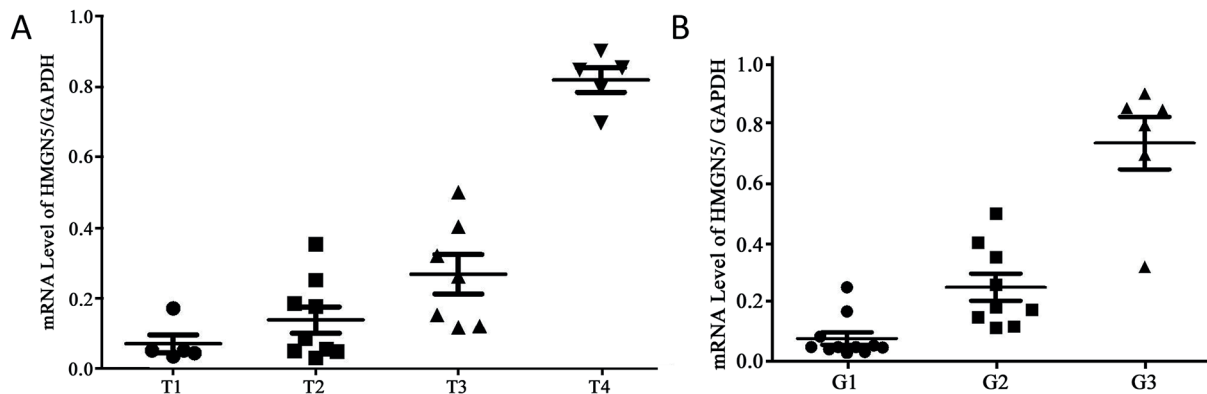 A
mRNA Level of HMGN5/GAPDH
1.0
0.8
0.6
0.4
0.2
0.0
T1 T2 T3 T4
B
mRNA Level of HMGN5/ GAPDH
1.0
0.8
0.6
0.4
0.2
0.0
G1 G2 G3